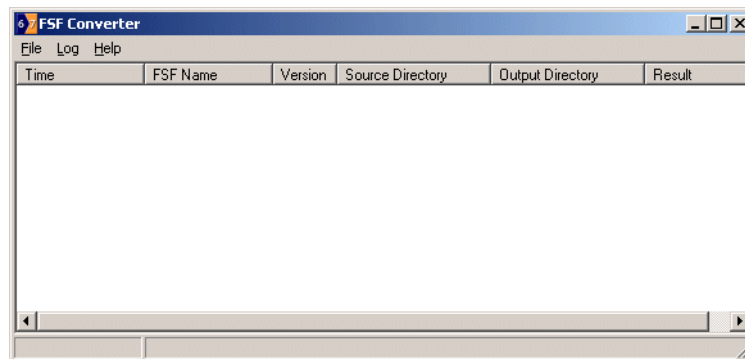 6 7 FSF Converter
File Log Help
Time FSF Name Version Source Directory Output Directory Result